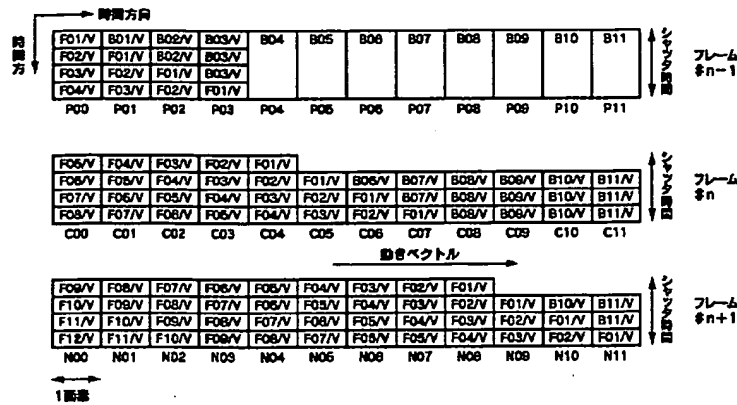 時間方向
時間方
F01/V B01/V B02/V B03/V B04 B05 B06 B07 B08 B09 B10 B11
F02/V F01/V B02/V B03/V
F03/V F02/V F01/V B03/V
F04/V F03/V F02/V F01/V
P00 P01 P02 P03 P04 P05 P06 P07 P08 P09 P10 P11
シャッタ時間
フレーム
#n-1
F05/V F04/V F03/V F02/V F01/V
F06/V F05/V F04/V F03/V F02/V F01/V B06/V B07/V B08/V B09/V B10/V B11/V
F07/V F06/V F05/V F04/V F03/V F02/V F01/V B07/V B08/V B09/V B10/V B11/V
F08/V F07/V F06/V F05/V F04/V F03/V F02/V F01/V B08/V B09/V B10/V B11/V
C00 C01 C02 C03 C04 C05 C06 C07 C08 C09 C10 C11
シャッタ時間
フレーム
#n
動きベクトル
F09/V F08/V F07/V F06/V F05/V F04/V F03/V F02/V F01/V
F10/V F09/V F08/V F07/V F06/V F05/V F04/V F03/V F02/V F01/V B10/V B11/V
F11/V F10/V F09/V F08/V F07/V F06/V F05/V F04/V F03/V F02/V F01/V B11/V
F12/V F11/V F10/V F09/V F08/V F07/V F06/V F05/V F04/V F03/V F02/V F01/V
N00 N01 N02 N03 N04 N05 N06 N07 N08 N09 N10 N11
シャッタ時間
フレーム
#n+1
1画素